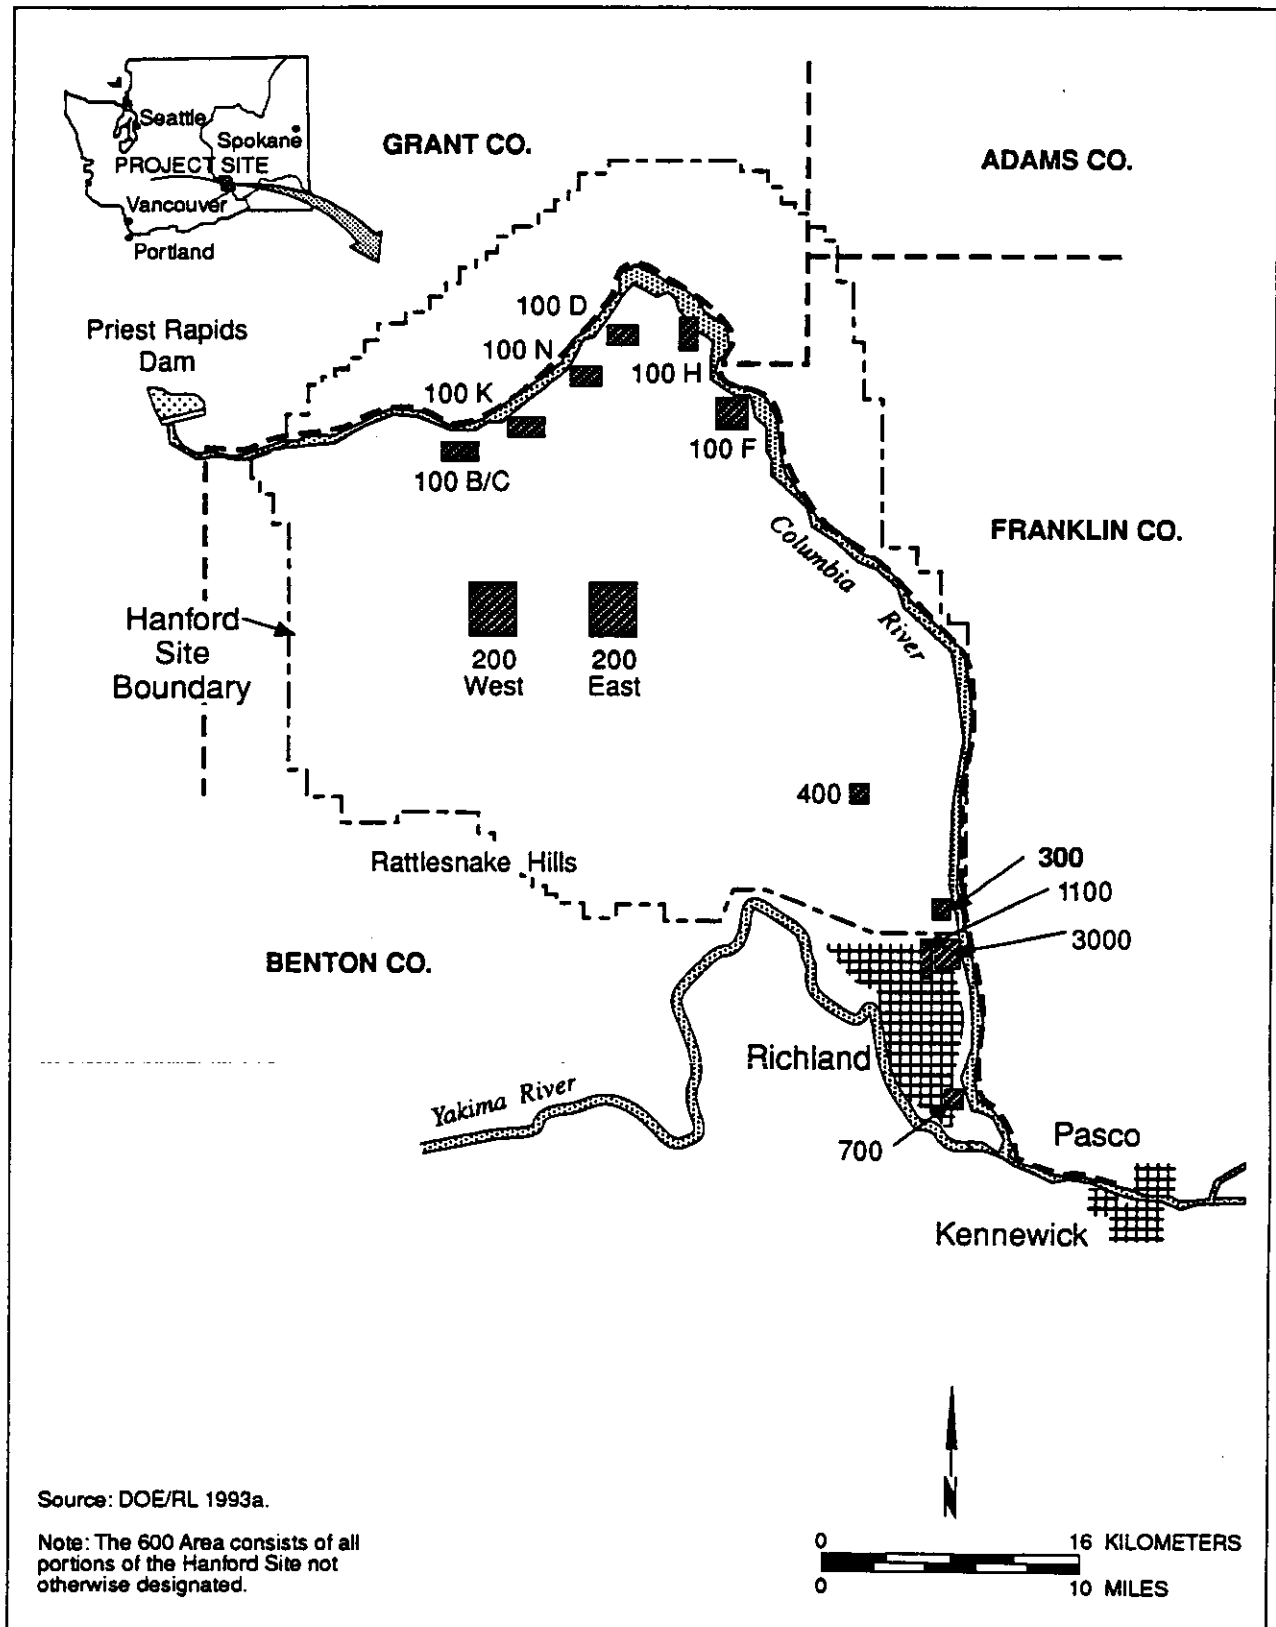 Seattle
Spokane
PROJECT SITE
Vancouver
Portland
GRANT CO.
ADAMS CO.
Priest Rapids
Dam
100 D
100 N
100 H
100 K
100 F
100 B/C
Columbia
River
FRANKLIN CO.
Hanford
Site
Boundary
200
West
200
East
400
Rattlesnake Hills
300
1100
3000
BENTON CO.
Richland
Yakima River
700
Pasco
Kennewick
N
Source: DOE/RL 1993a.
Note: The 600 Area consists of all
portions of the Hanford Site not
otherwise designated.
0 16 KILOMETERS
0 10 MILES